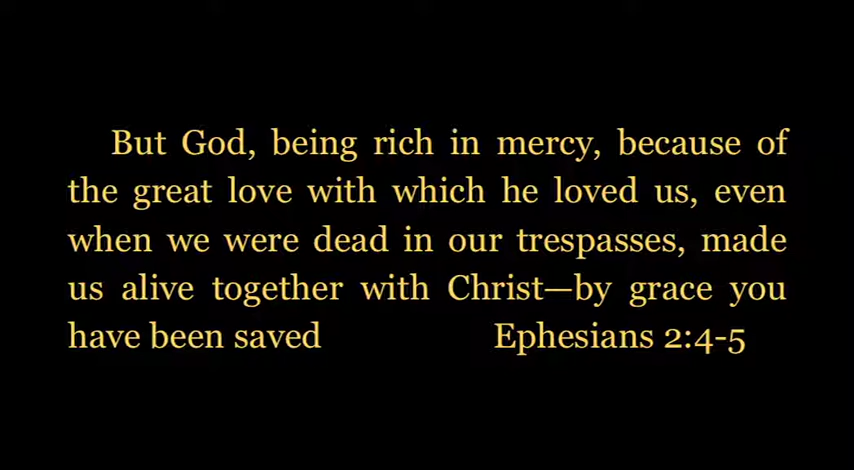 But God, being rich in mercy, because of
the great love with which he loved us, even
when we were dead in our trespasses, made
us alive together with Christ—by grace you
have been saved Ephesians 2:4-5